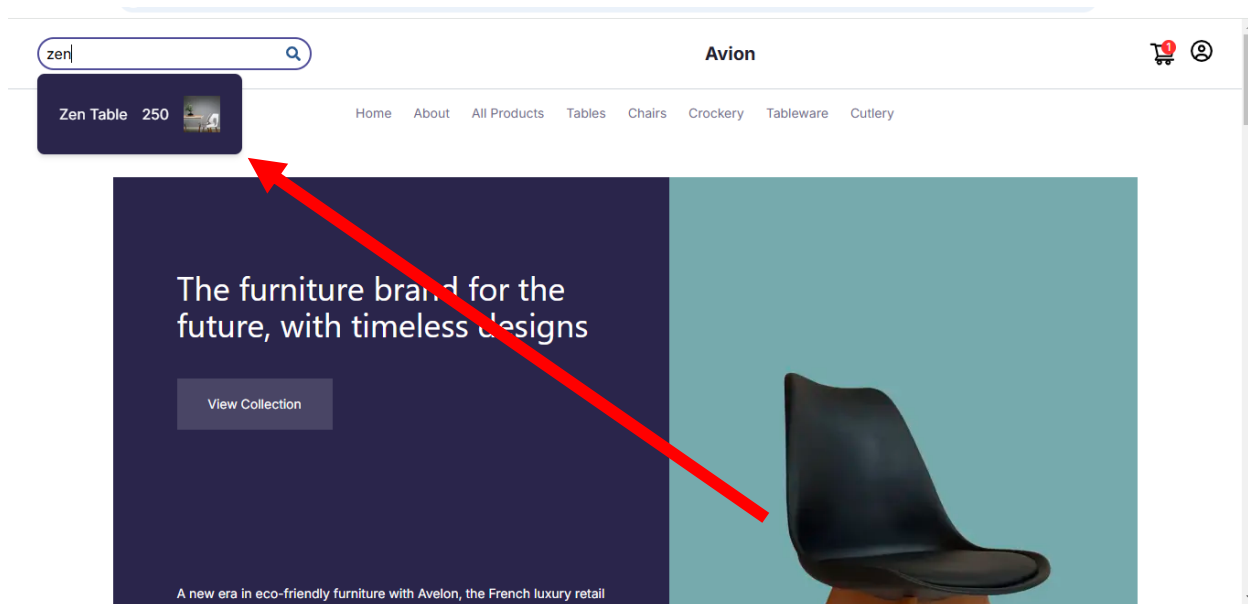 zen
Avion
1
Zen Table 250
Home About All Products Tables Chairs Crockery Tableware Cutlery
The furniture brand for the
future, with timeless designs
View Collection
A new era in eco-friendly furniture with Avelon, the French luxury retail